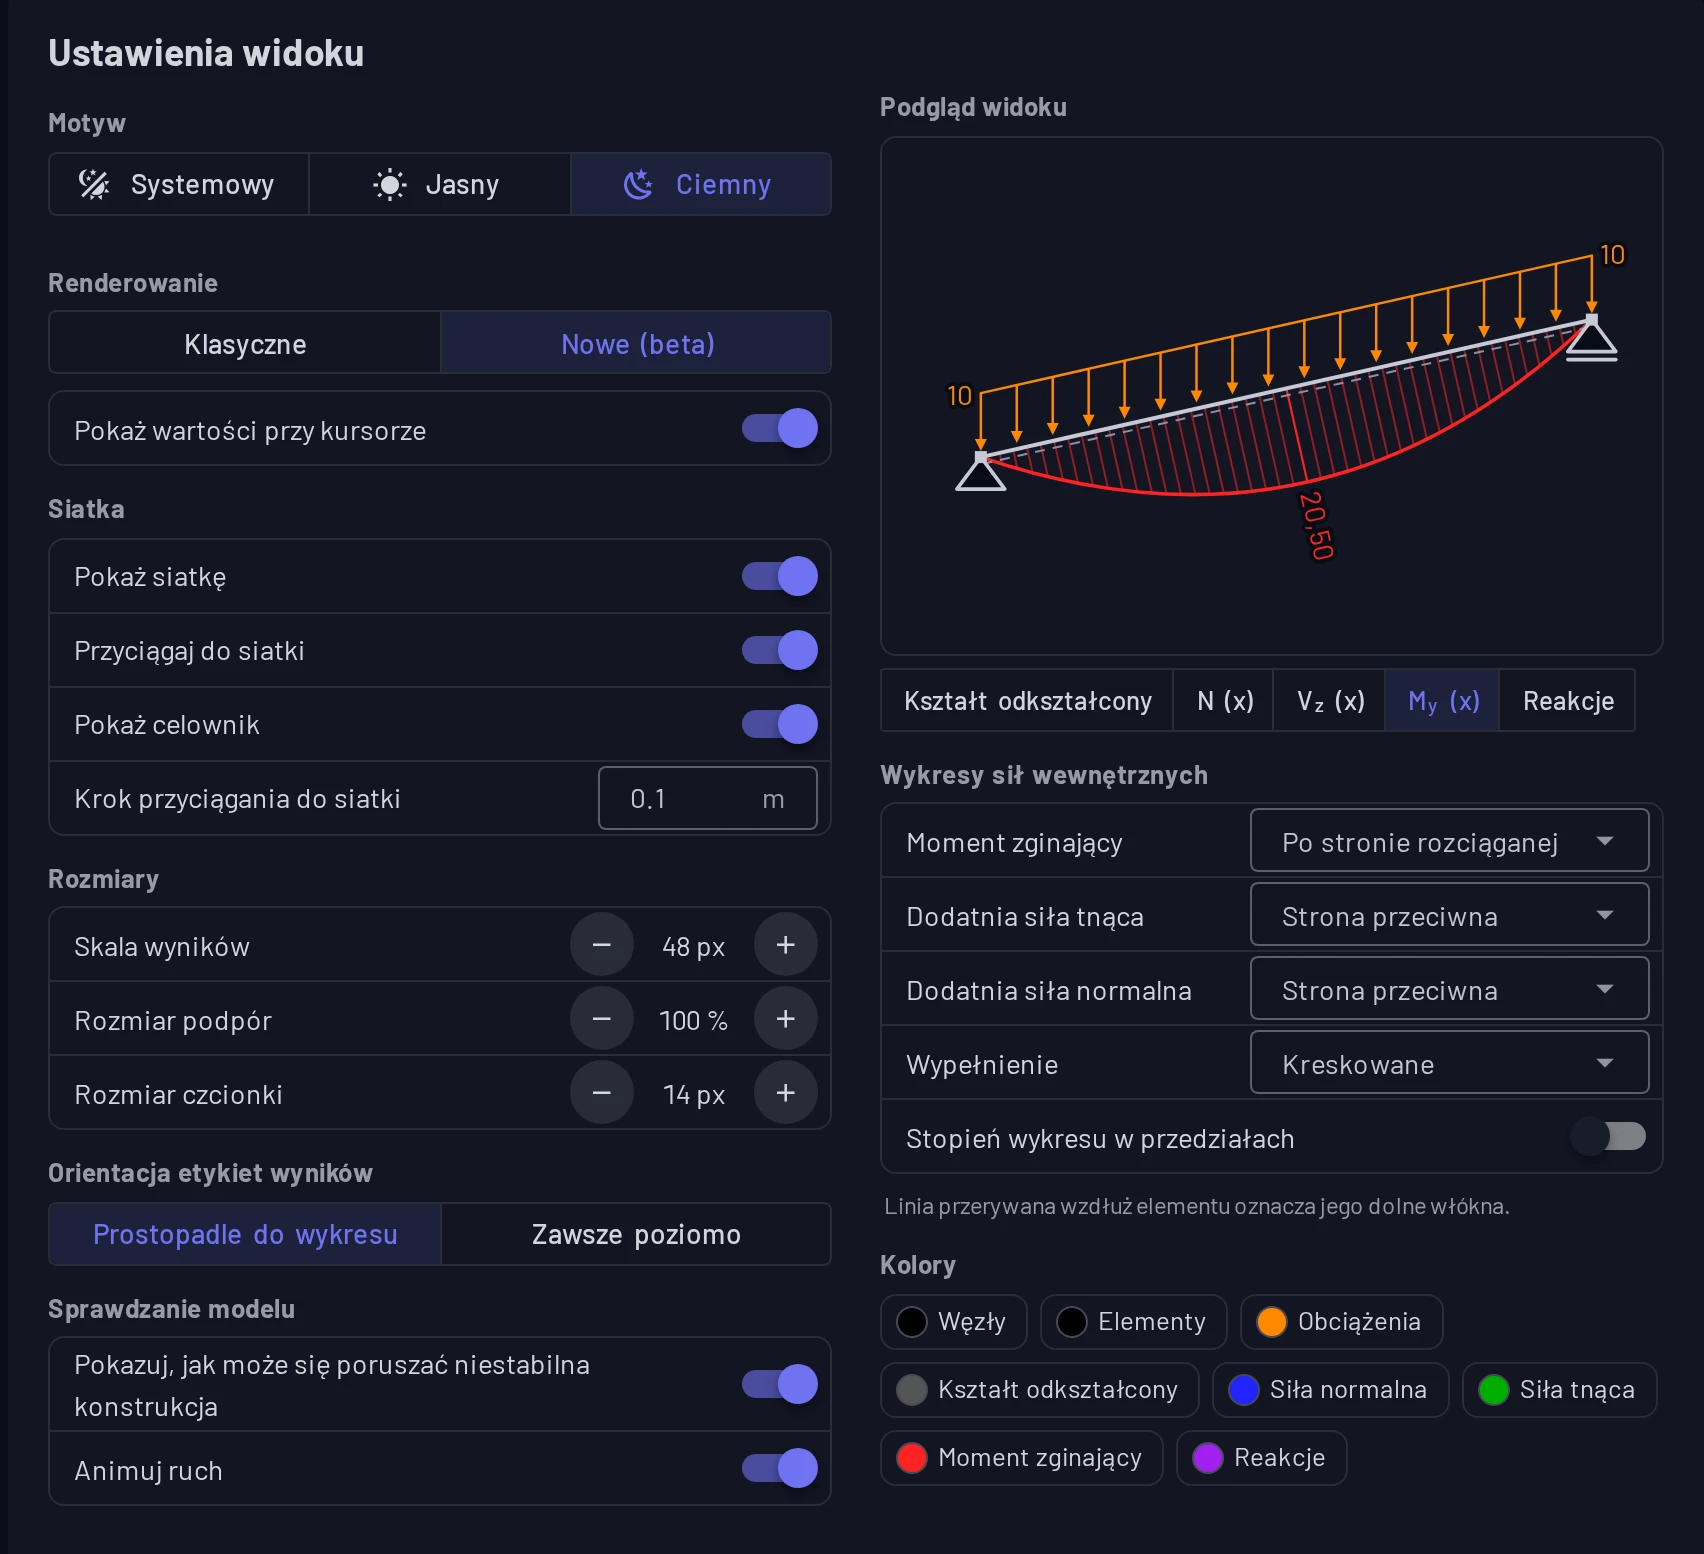 Ustawienia widoku
Motyw
Systemowy
Jasny
Ciemny
Renderowanie
Klasyczne
Nowe (beta)
Pokaż wartości przy kursorze
Siatka
Pokaż siatkę
Przyciągaj do siatki
Pokaż celownik
Krok przyciągania do siatki
0.1 m
Rozmiary
Skala wyników
− 48 px +
Rozmiar podpór
− 100 % +
Rozmiar czcionki
− 14 px +
Orientacja etykiet wyników
Prostopadle do wykresu
Zawsze poziomo
Sprawdzanie modelu
Pokazuj, jak może się poruszać niestabilna
konstrukcja
Animuj ruch
Podgląd widoku
10
10
20,50
Kształt odkształcony
N (x)
Vz (x)
My (x)
Reakcje
Wykresy sił wewnętrznych
Moment zginający
Po stronie rozciąganej
Dodatnia siła tnąca
Strona przeciwna
Dodatnia siła normalna
Strona przeciwna
Wypełnienie
Kreskowane
Stopień wykresu w przedziałach
Linia przerywana wzdłuż elementu oznacza jego dolne włókna.
Kolory
Węzły
Elementy
Obciążenia
Kształt odkształcony
Siła normalna
Siła tnąca
Moment zginający
Reakcje